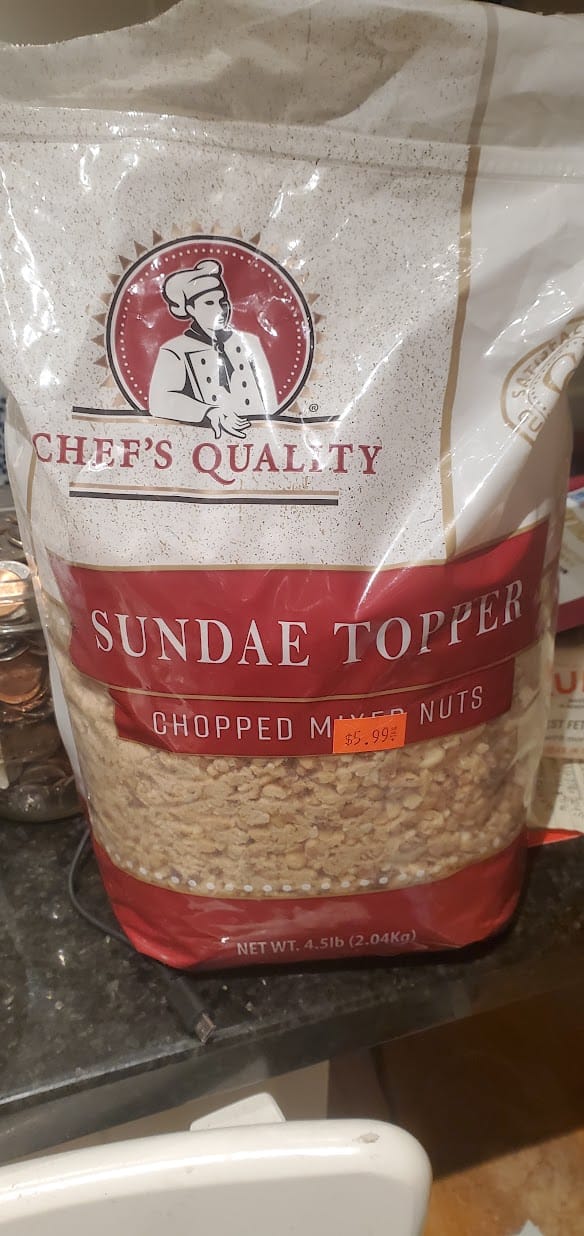 ®
CHEF'S QUALITY
SUNDAE TOPPER
CHOPPED MIXED NUTS
$5.99
NET WT. 4.5lb (2.04Kg)